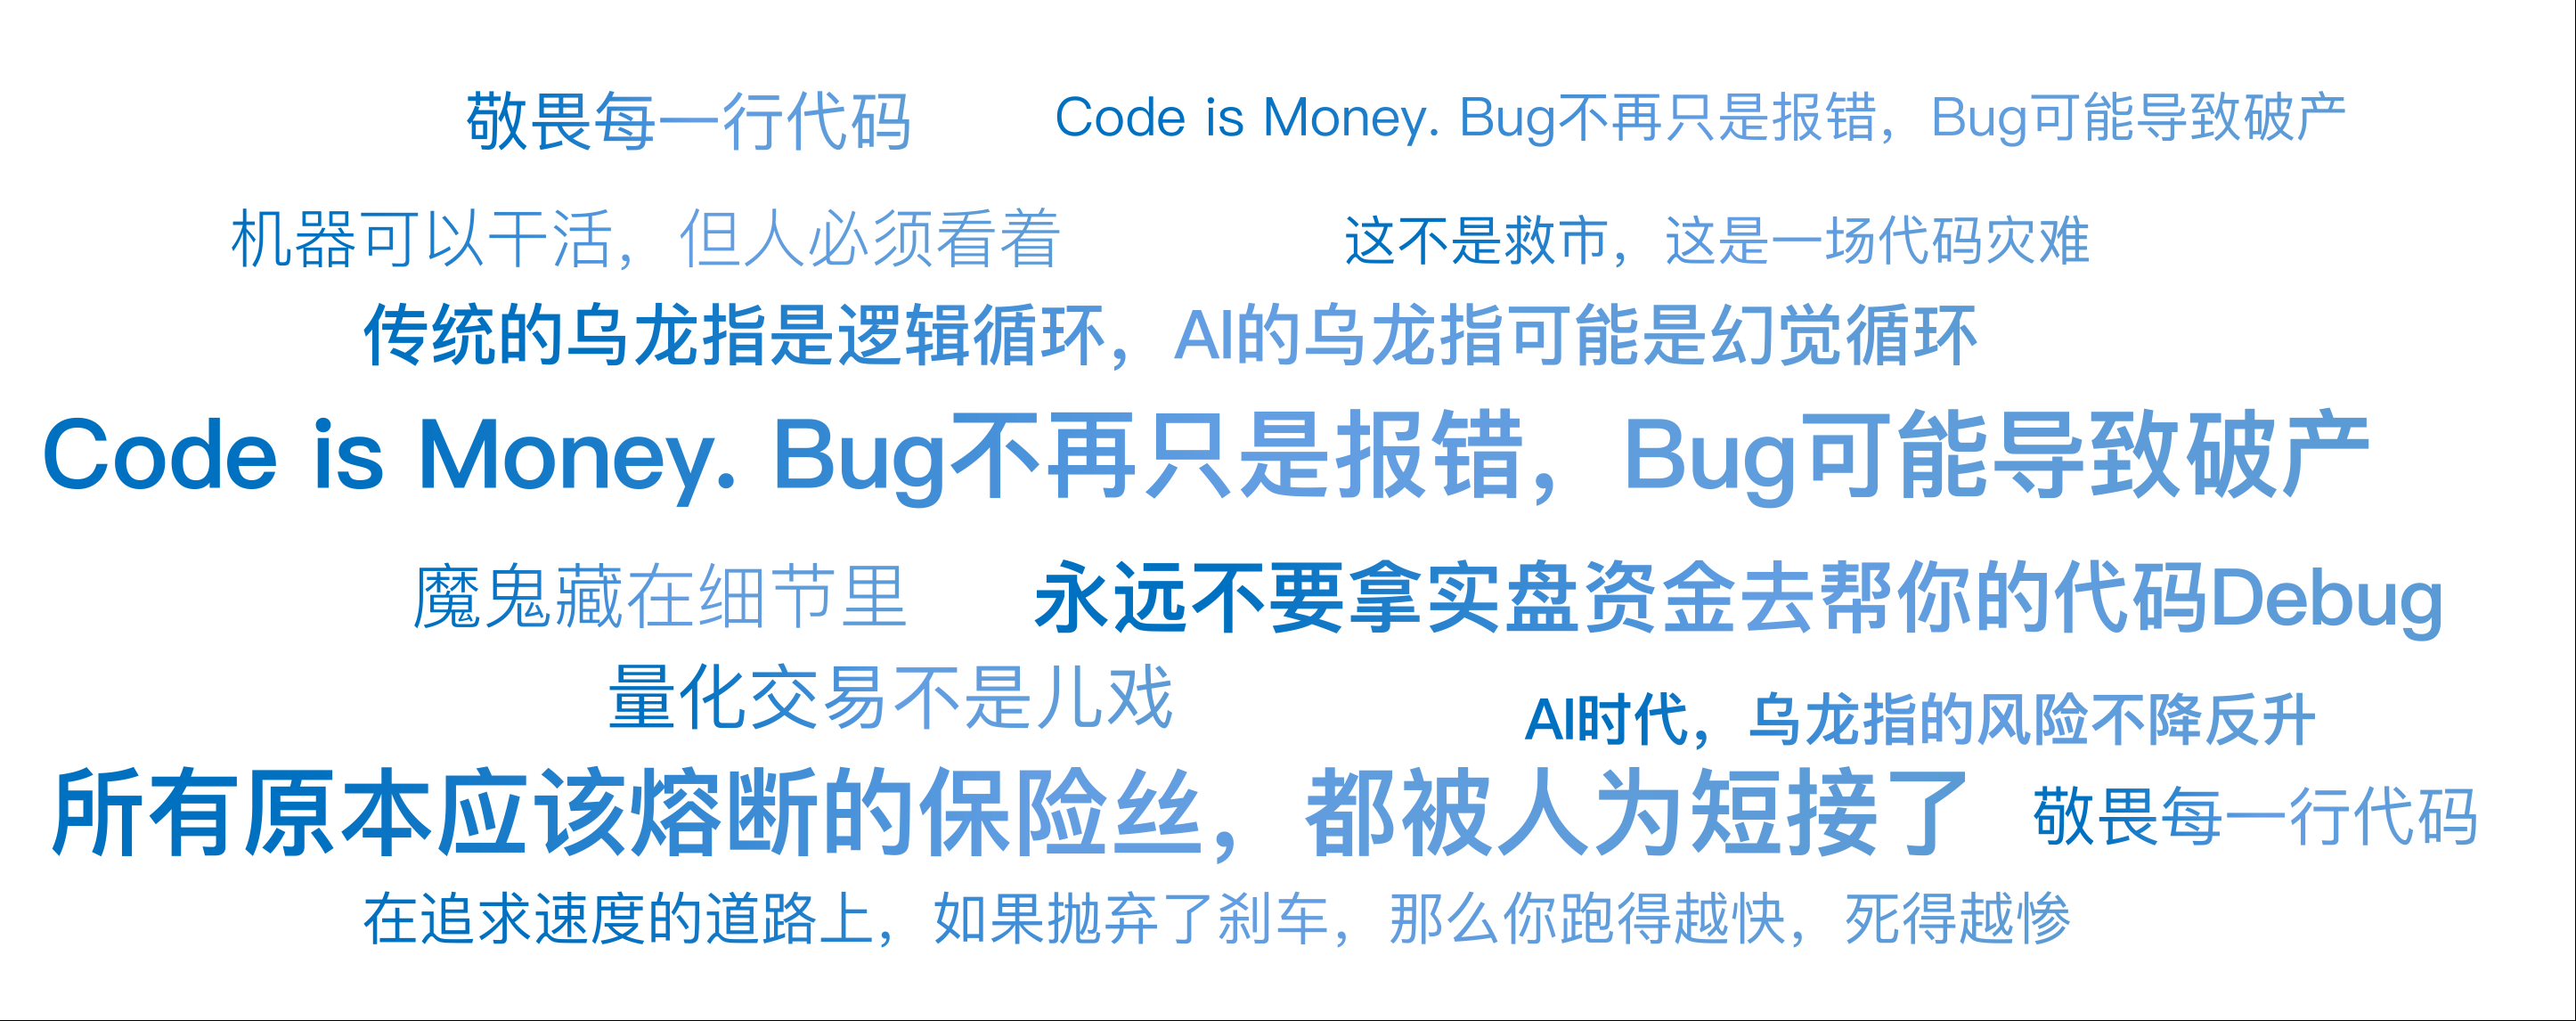 敬畏每一行代码
Code is Money. Bug不再只是报错，Bug可能导致破产
机器可以干活，但人必须看着
这不是救市，这是一场代码灾难
传统的乌龙指是逻辑循环，AI的乌龙指可能是幻觉循环
Code is Money. Bug不再只是报错，Bug可能导致破产
魔鬼藏在细节里
永远不要拿实盘资金去帮你的代码Debug
量化交易不是儿戏
AI时代，乌龙指的风险不降反升
所有原本应该熔断的保险丝，都被人为短接了
敬畏每一行代码
在追求速度的道路上，如果抛弃了刹车，那么你跑得越快，死得越惨